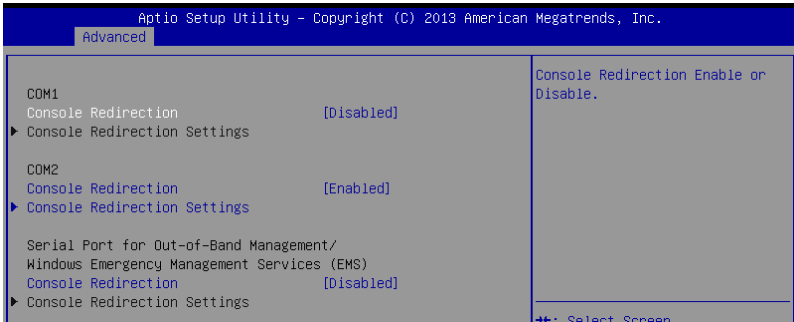 Aptio Setup Utility – Copyright (C) 2013 American Megatrends, Inc.
Advanced
COM1
Console Redirection [Disabled]
▶ Console Redirection Settings
COM2
Console Redirection [Enabled]
▶ Console Redirection Settings
Serial Port for Out-of-Band Management/
Windows Emergency Management Services (EMS)
Console Redirection [Disabled]
▶ Console Redirection Settings
Console Redirection Enable or
Disable.
→←: Select Screen